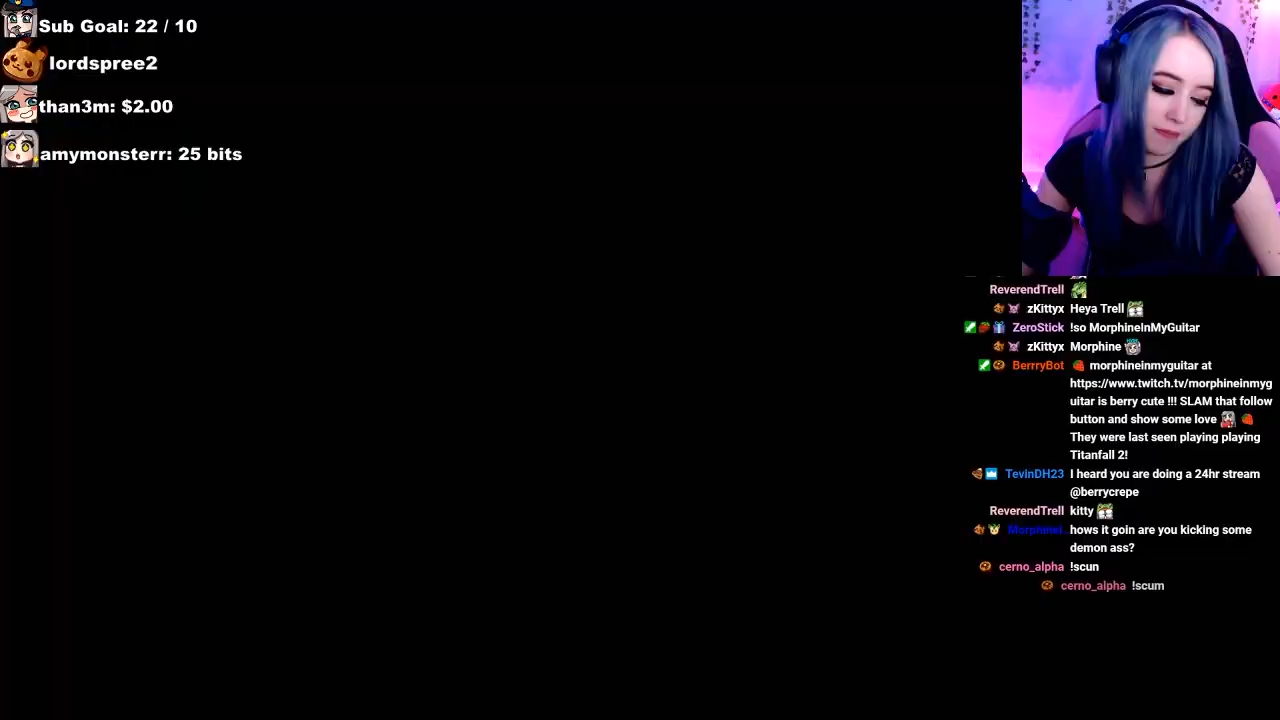 Sub Goal: 22 / 10
lordspree2
than3m: $2.00
amymonsterr: 25 bits
ReverendTrell
zKittyx Heya Trell
ZeroStick !so MorphineInMyGuitar
zKittyx Morphine
BerrryBot morphineinmyguitar at
https://www.twitch.tv/morphineinmyg
uitar is berry cute !!! SLAM that follow
button and show some love
They were last seen playing playing
Titanfall 2!
TevinDH23 I heard you are doing a 24hr stream
@berrycrepe
ReverendTrell kitty
hows it goin are you kicking some
demon ass?
cerno_alpha !scun
cerno_alpha !scum